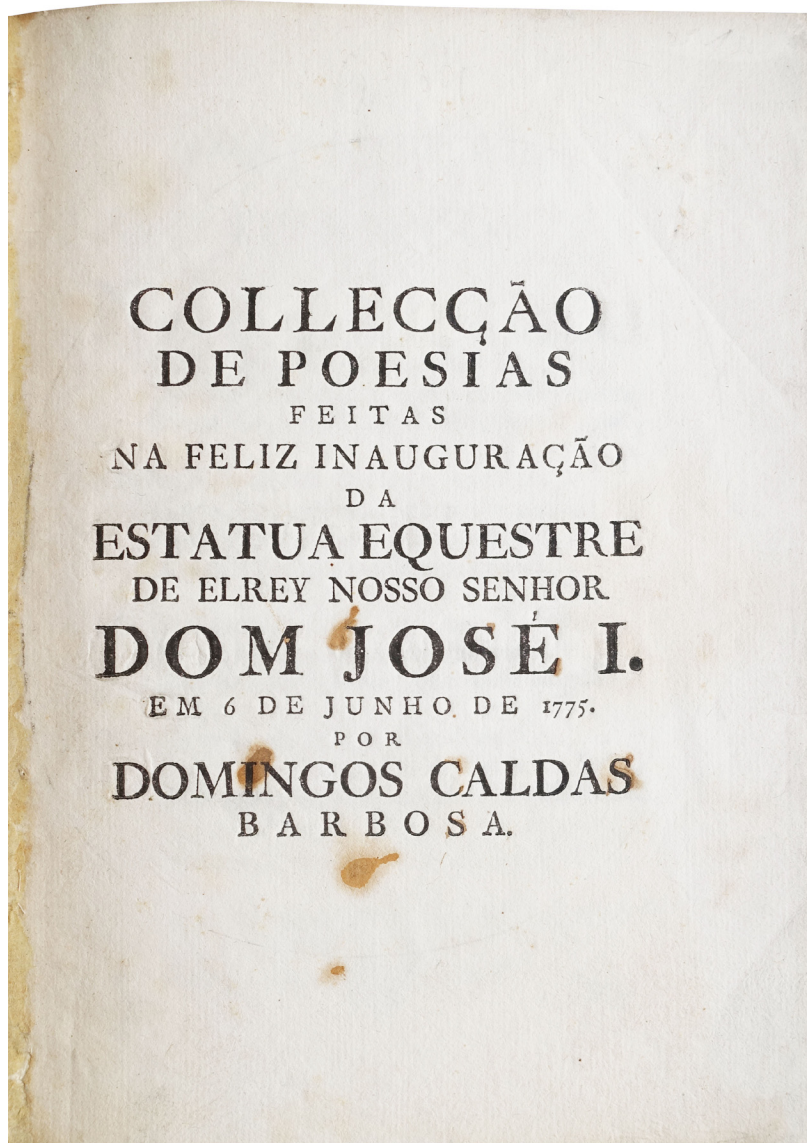 COLLECÇÃO
DE POESIAS
FEITAS
NA FELIZ INAUGURAÇÃO
DA
ESTATUA EQUESTRE
DE ELREY NOSSO SENHOR
DOM JOSÉ I.
EM 6 DE JUNHO DE 1775.
POR
DOMINGOS CALDAS
BARBOSA.